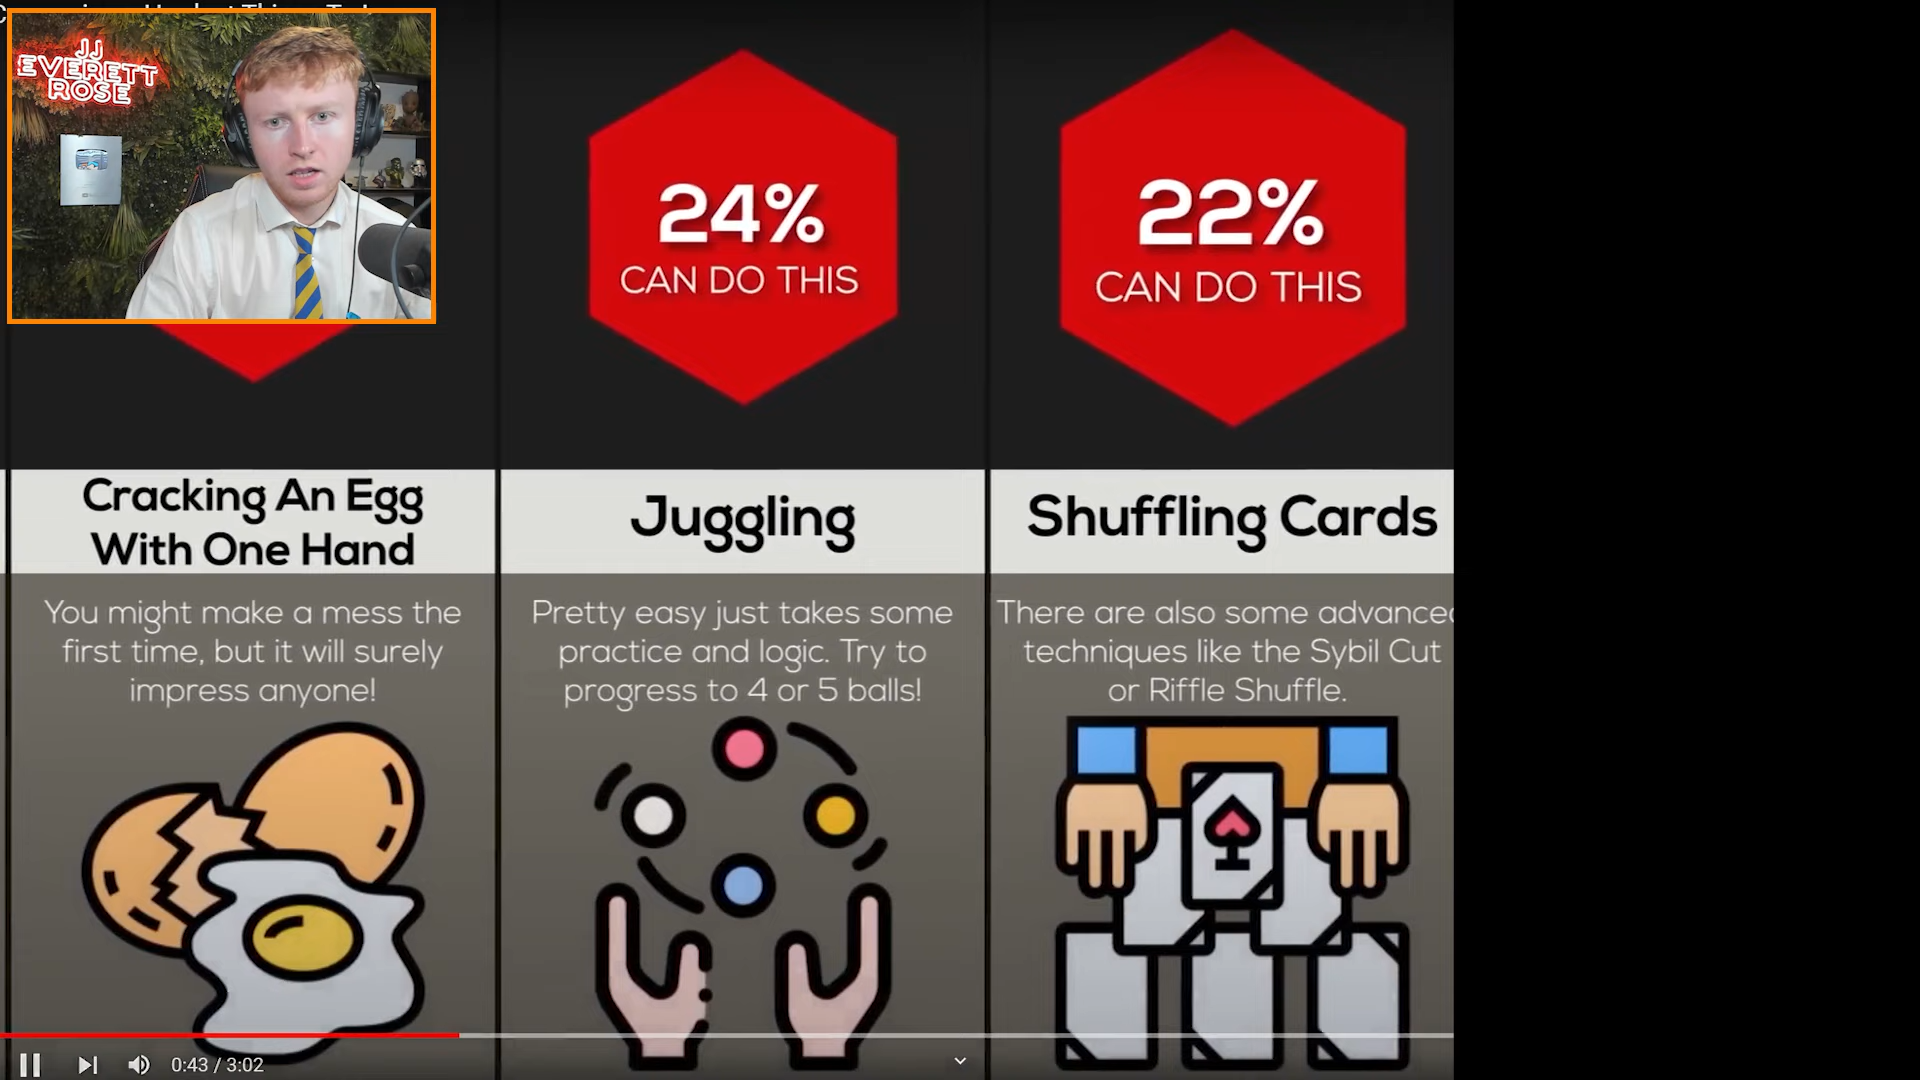 JJ
EVERETT
ROSE
24%
CAN DO THIS
22%
CAN DO THIS
Cracking An Egg
With One Hand
You might make a mess the
first time, but it will surely
impress anyone!
Juggling
Pretty easy just takes some
practice and logic. Try to
progress to 4 or 5 balls!
Shuffling Cards
There are also some advanced
techniques like the Sybil Cut
or Riffle Shuffle.
0:43 / 3:02